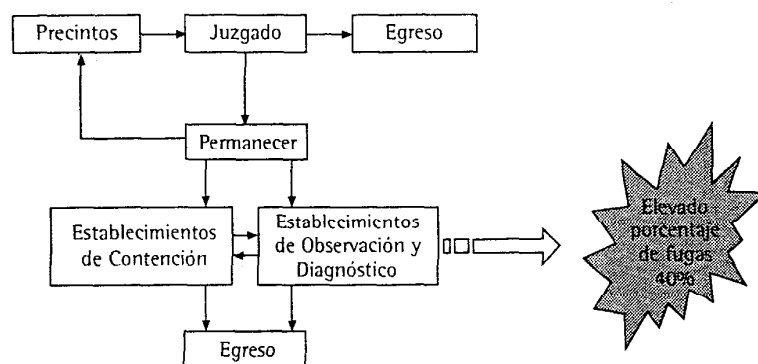 Precintos
Juzgado
Egreso
Permanecer
Establecimientos
de Contención
Establecimientos
de Observación y
Diagnóstico
Elevado
porcentaje
de fugas
40%
Egreso